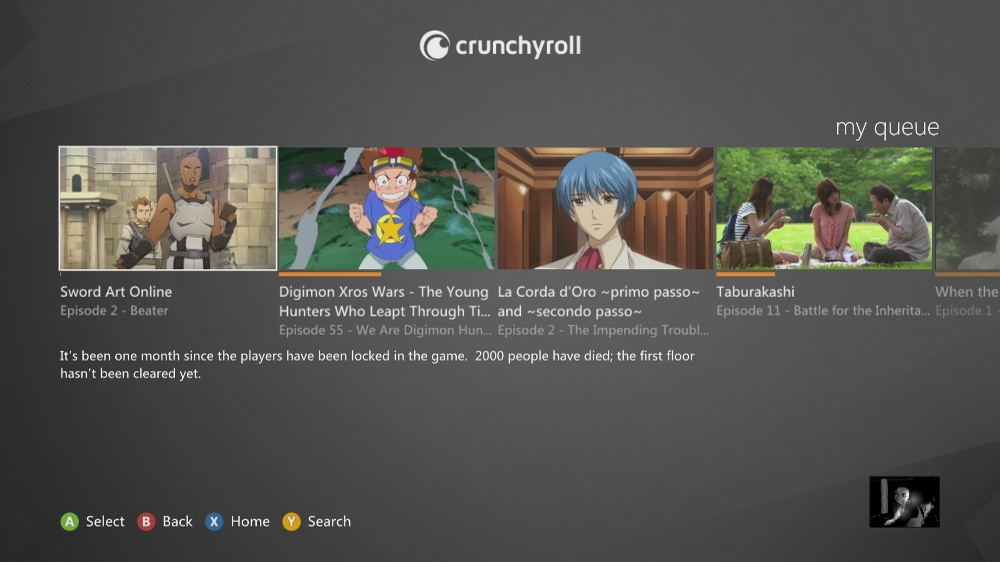 crunchyroll
my queue
Sword Art Online
Episode 2 - Beater
Digimon Xros Wars - The Young
Hunters Who Leapt Through Ti...
Episode 55 - We Are Digimon Hun...
La Corda d'Oro ~primo passo~
and ~secondo passo~
Episode 2 - The Impending Troubl...
Taburakashi
Episode 11 - Battle for the Inherita...
When the
Episode 1 -
It's been one month since the players have been locked in the game.  2000 people have died; the first floor
hasn't been cleared yet.
A Select B Back X Home Y Search